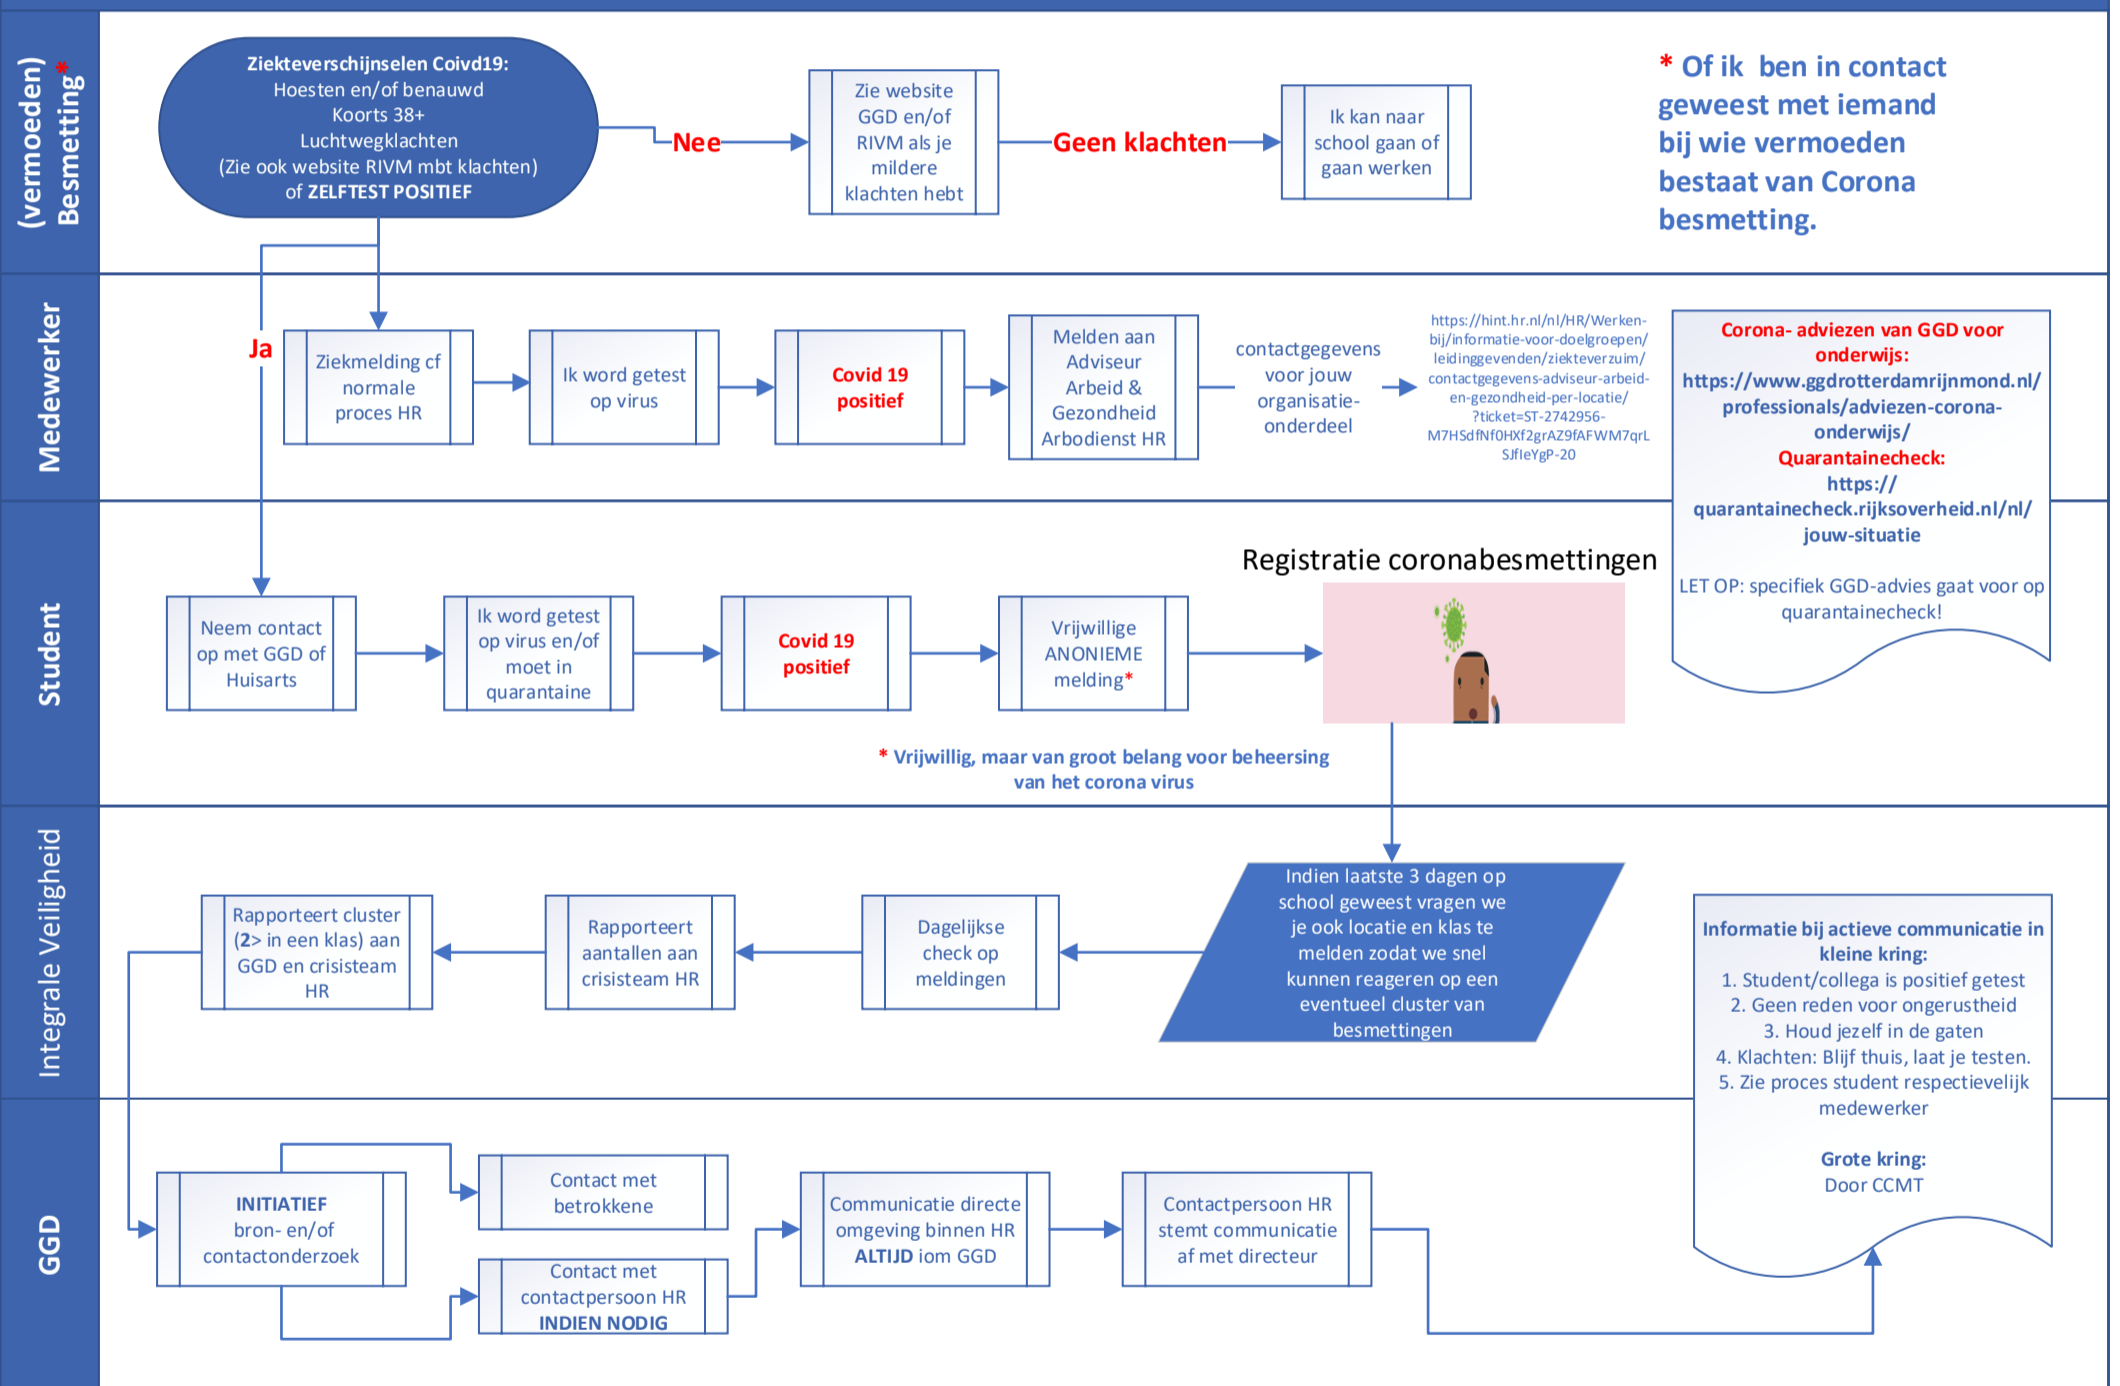 (vermoeden)
Besmetting*
Ziekteverschijnselen Coivd19:
Hoesten en/of benauwd
Koorts 38+
Luchtwegklachten
(Zie ook website RIVM mbt klachten)
of ZELFTEST POSITIEF
Nee
Zie website
GGD en/of
RIVM als je
mildere
klachten hebt
Geen klachten
Ik kan naar
school gaan of
gaan werken
* Of ik ben in contact
geweest met iemand
bij wie vermoeden
bestaat van Corona
besmetting.
Medewerker
Ja
Ziekmelding cf
normale
proces HR
Ik word getest
op virus
Covid 19
positief
Melden aan
Adviseur
Arbeid &
Gezondheid
Arbodienst HR
contactgegevens
voor jouw
organisatie-
onderdeel
https://hint.hr.nl/nl/HR/Werken-
bij/informatie-voor-doelgroepen/
leidinggevenden/ziekteverzuim/
contactgegevens-adviseur-arbeid-
en-gezondheid-per-locatie/
?ticket=ST-2742956-
M7HSdfNf0HXf2grAZ9fAFWM7qrL
SJfIeYgP-20
Corona- adviezen van GGD voor
onderwijs:
https://www.ggdrotterdamrijnmond.nl/
professionals/adviezen-corona-
onderwijs/
Quarantainecheck:
https://
quarantainecheck.rijksoverheid.nl/nl/
jouw-situatie
LET OP: specifiek GGD-advies gaat voor op
quarantainecheck!
Student
Neem contact
op met GGD of
Huisarts
Ik word getest
op virus en/of
moet in
quarantaine
Covid 19
positief
Vrijwillige
ANONIEME
melding*
Registratie coronabesmettingen
* Vrijwillig, maar van groot belang voor beheersing
van het corona virus
Integrale Veiligheid
Rapporteert cluster
(2> in een klas) aan
GGD en crisisteam
HR
Rapporteert
aantallen aan
crisisteam HR
Dagelijkse
check op
meldingen
Indien laatste 3 dagen op
school geweest vragen we
je ook locatie en klas te
melden zodat we snel
kunnen reageren op een
eventueel cluster van
besmettingen
Informatie bij actieve communicatie in
kleine kring:
1. Student/collega is positief getest
2. Geen reden voor ongerustheid
3. Houd jezelf in de gaten
4. Klachten: Blijf thuis, laat je testen.
5. Zie proces student respectievelijk
medewerker
Grote kring:
Door CCMT
GGD
INITIATIEF
bron- en/of
contactonderzoek
Contact met
betrokkene
Contact met
contactpersoon HR
INDIEN NODIG
Communicatie directe
omgeving binnen HR
ALTIJD iom GGD
Contactpersoon HR
stemt communicatie
af met directeur